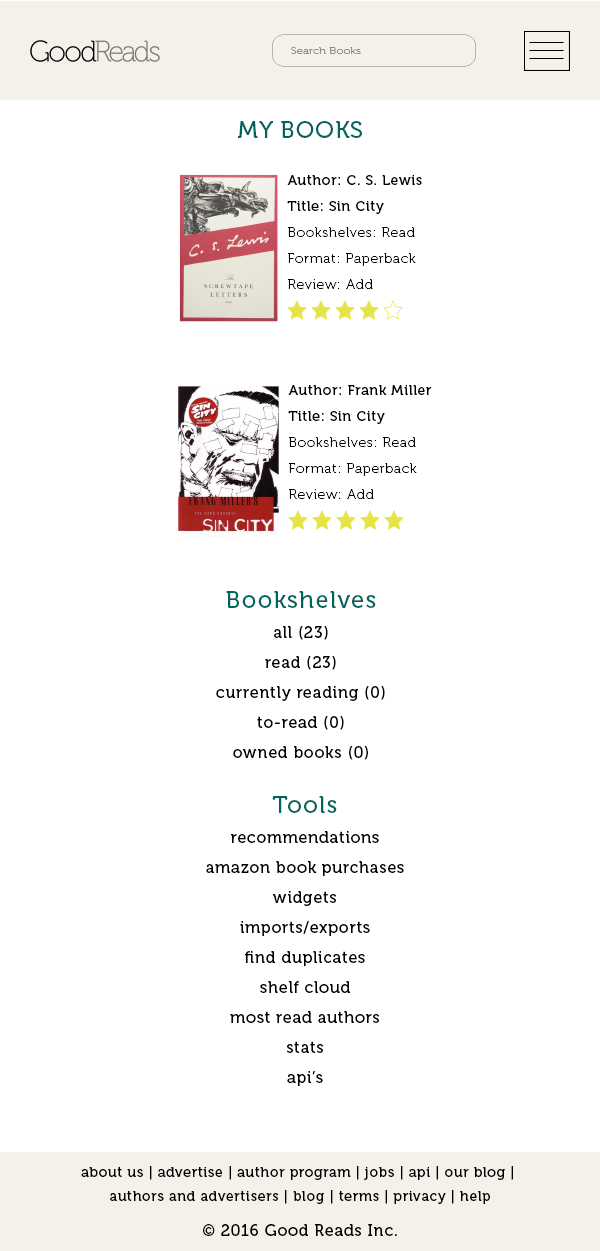 GoodReads
Search Books
MY BOOKS
C. S. Lewis
The
SCREWTAPE
LETTERS
Author: C. S. Lewis
Title: Sin City
Bookshelves: Read
Format: Paperback
Review: Add
SIN CITY
FRANK MILLER'S
THE HARD GOODBYE
SIN CITY
Author: Frank Miller
Title: Sin City
Bookshelves: Read
Format: Paperback
Review: Add
Bookshelves
all (23)
read (23)
currently reading (0)
to-read (0)
owned books (0)
Tools
recommendations
amazon book purchases
widgets
imports/exports
find duplicates
shelf cloud
most read authors
stats
api’s
about us | advertise | author program | jobs | api | our blog |
authors and advertisers | blog | terms | privacy | help
© 2016 Good Reads Inc.